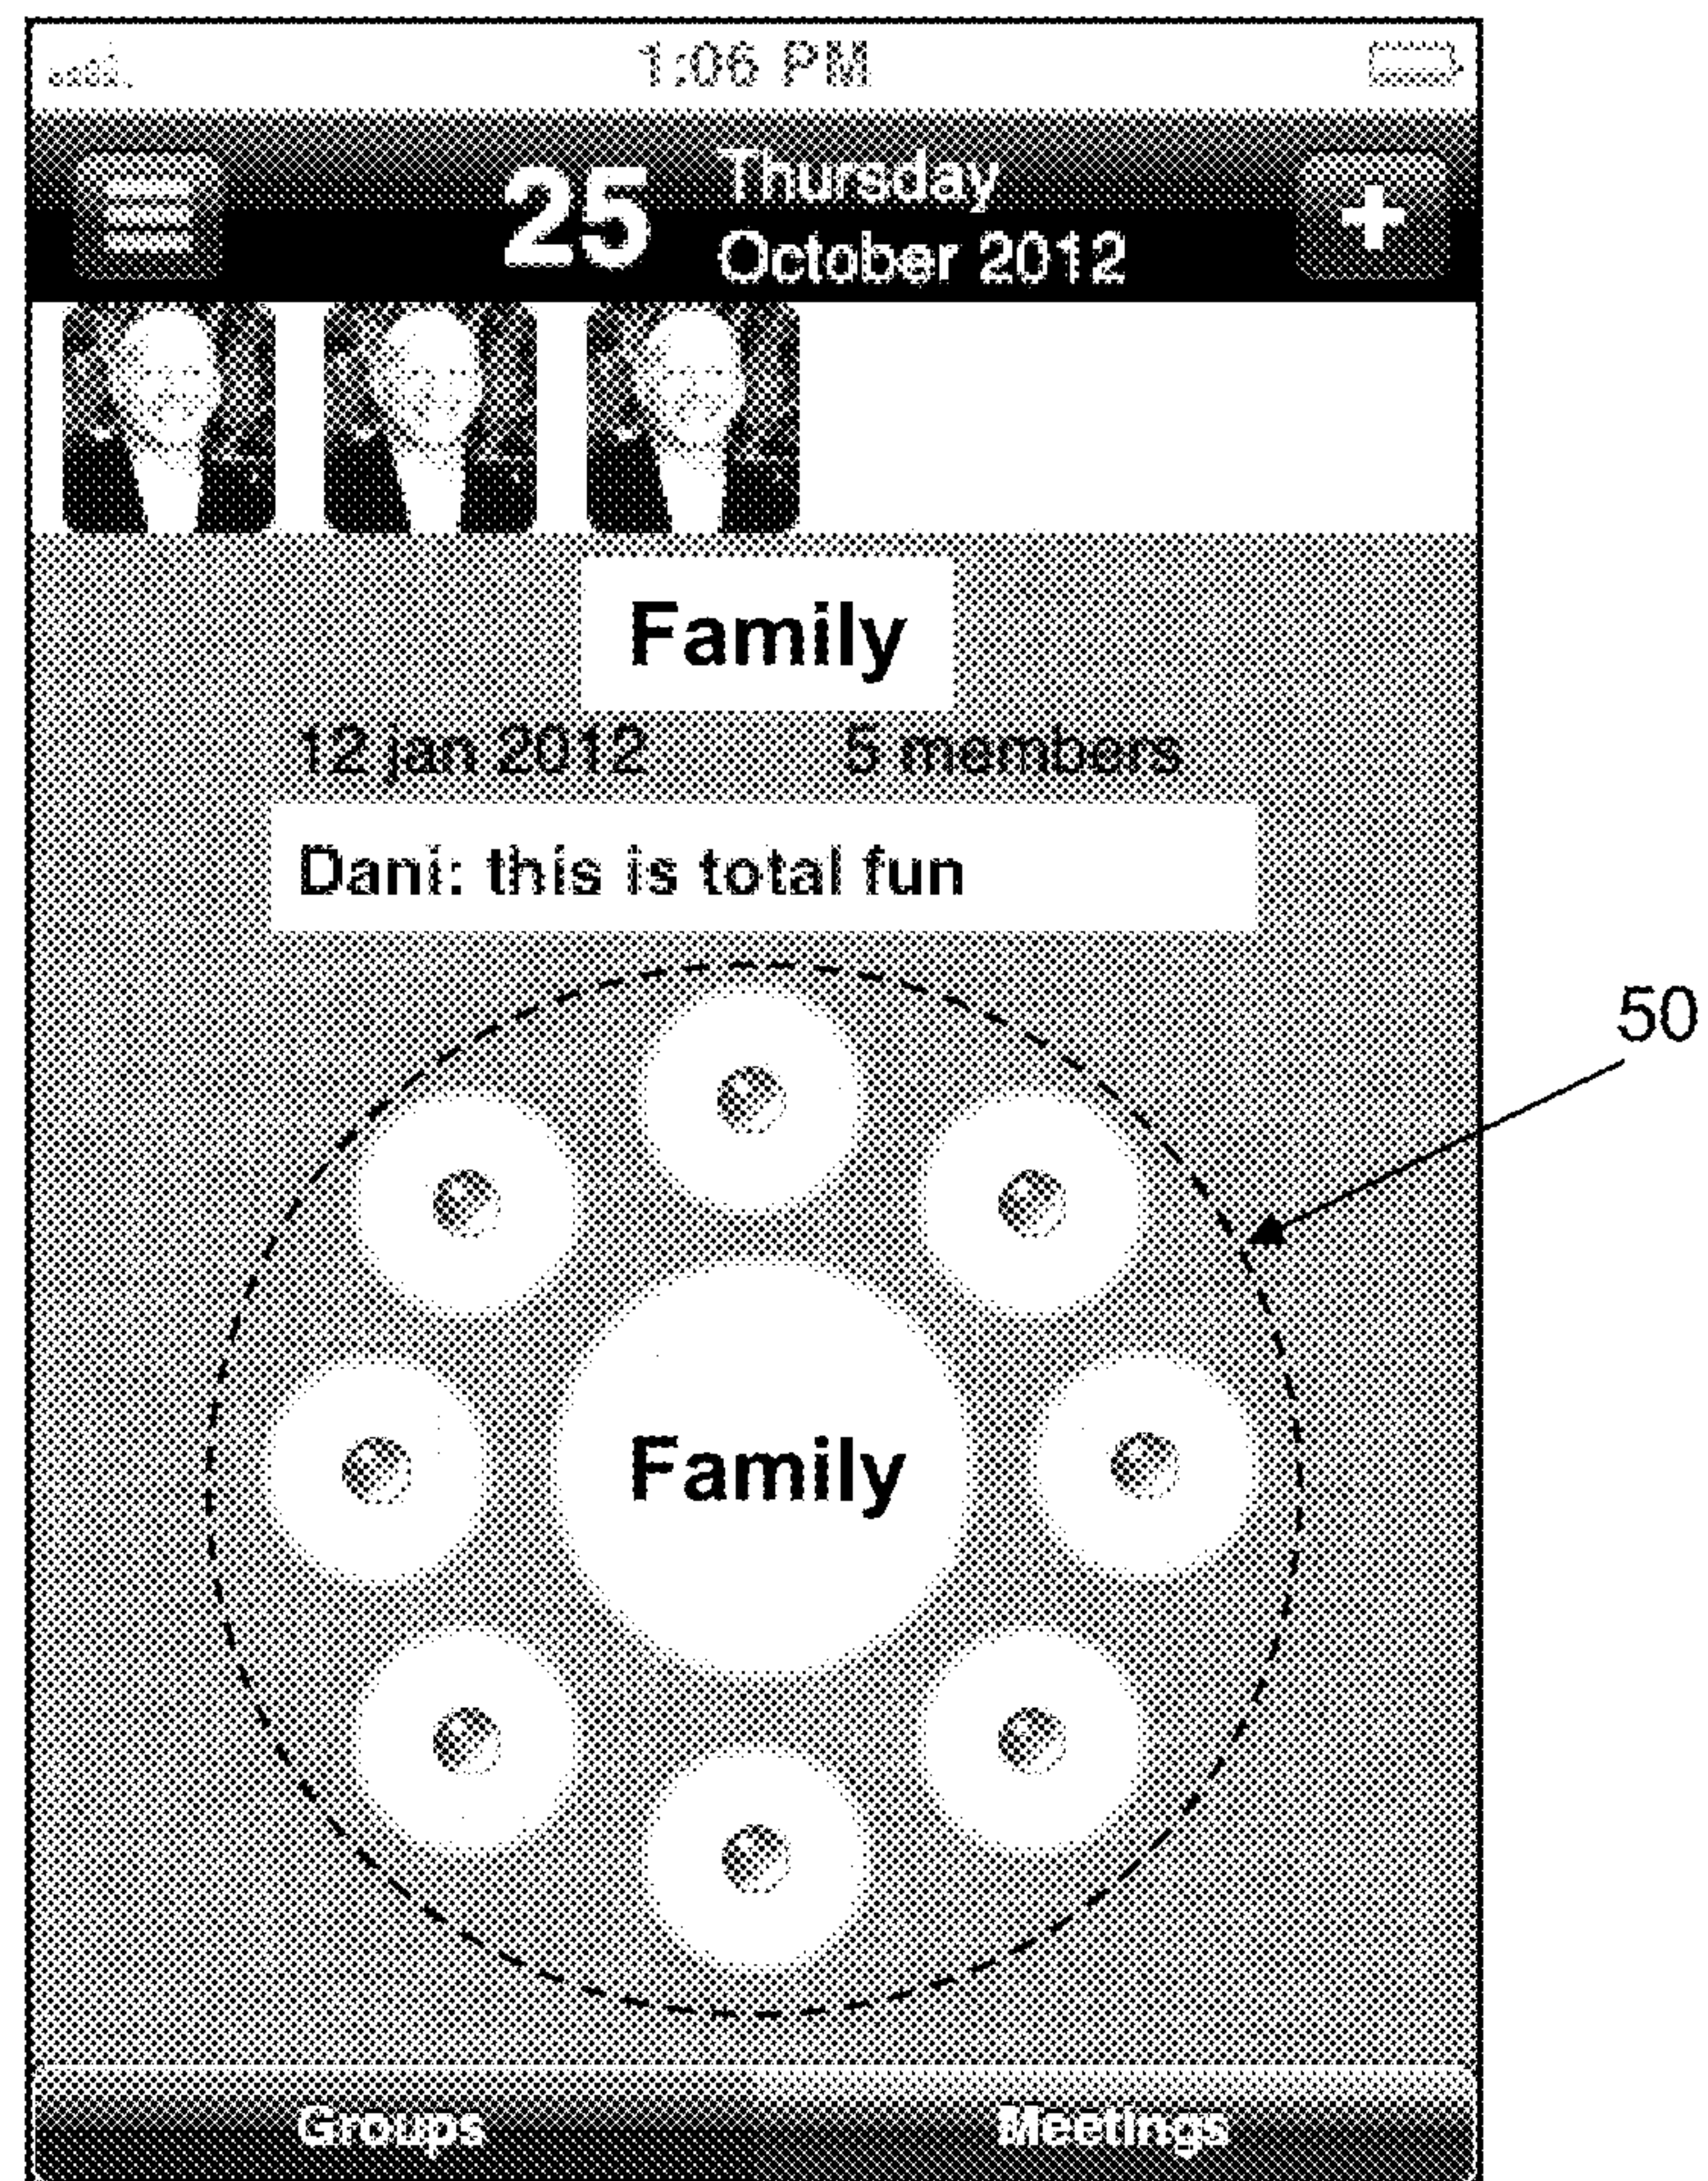 1:06 PM
25 Thursday
October 2012
Family
12 jan 2012 5 members
Dani: this is total fun
50
Family
Groups Meetings